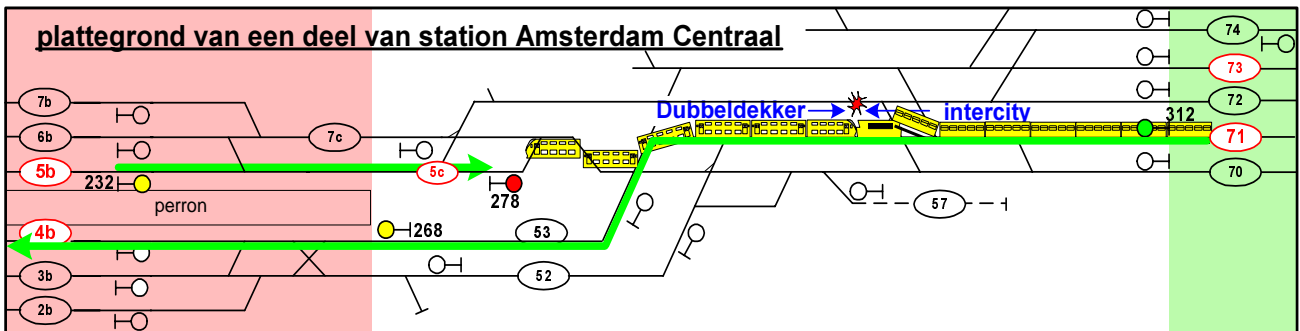 plattegrond van een deel van station Amsterdam Centraal
74
73
7b
Dubbeldekker
intercity
72
6b
7c
312
71
5b
5c
70
232
278
perron
57
4b
268
53
3b
52
2b